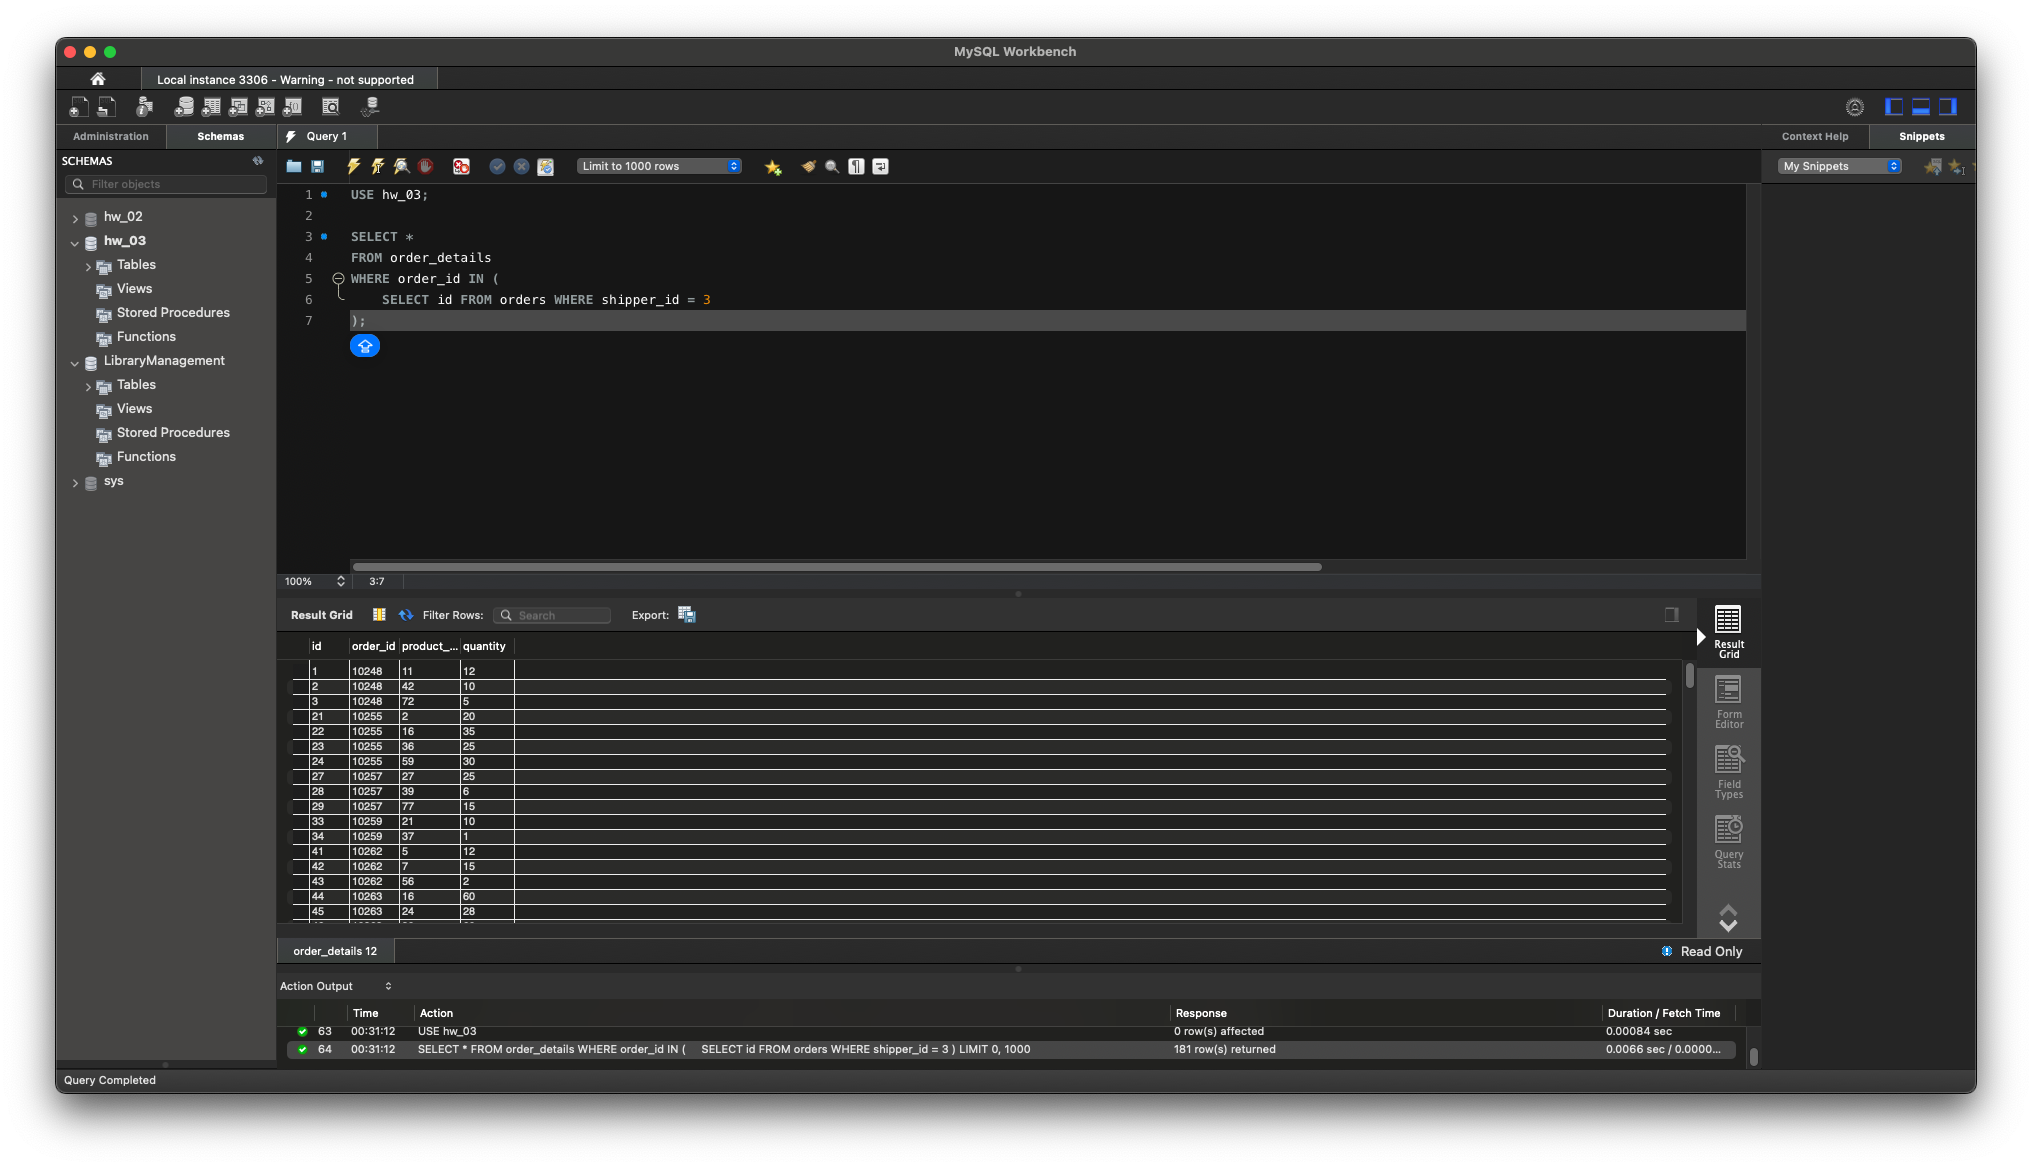 MySQL Workbench
Local instance 3306 - Warning - not supported
Administration
Schemas
Query 1
Context Help
Snippets
SCHEMAS
Filter objects
Limit to 1000 rows
My Snippets
hw_02
hw_03
Tables
Views
Stored Procedures
Functions
LibraryManagement
Tables
Views
Stored Procedures
Functions
sys
1 USE hw_03;
2
3 SELECT *
4 FROM order_details
5 WHERE order_id IN (
6 SELECT id FROM orders WHERE shipper_id = 3
7 );
100% 3:7
Result Grid Filter Rows: Search Export:
id order_id product_... quantity
1 10248 11 12
2 10248 42 10
3 10248 72 5
21 10255 2 20
22 10255 16 35
23 10255 36 25
24 10255 59 30
27 10257 27 25
28 10257 39 6
29 10257 77 15
33 10259 21 10
34 10259 37 1
41 10262 5 12
42 10262 7 15
43 10262 56 2
44 10263 16 60
45 10263 24 28
Result
Grid
Form
Editor
Field
Types
Query
Stats
order_details 12
Read Only
Action Output
Time Action Response Duration / Fetch Time
63 00:31:12 USE hw_03 0 row(s) affected 0.00084 sec
64 00:31:12 SELECT * FROM order_details WHERE order_id IN ( SELECT id FROM orders WHERE shipper_id = 3 ) LIMIT 0, 1000 181 row(s) returned 0.0066 sec / 0.0000...
Query Completed